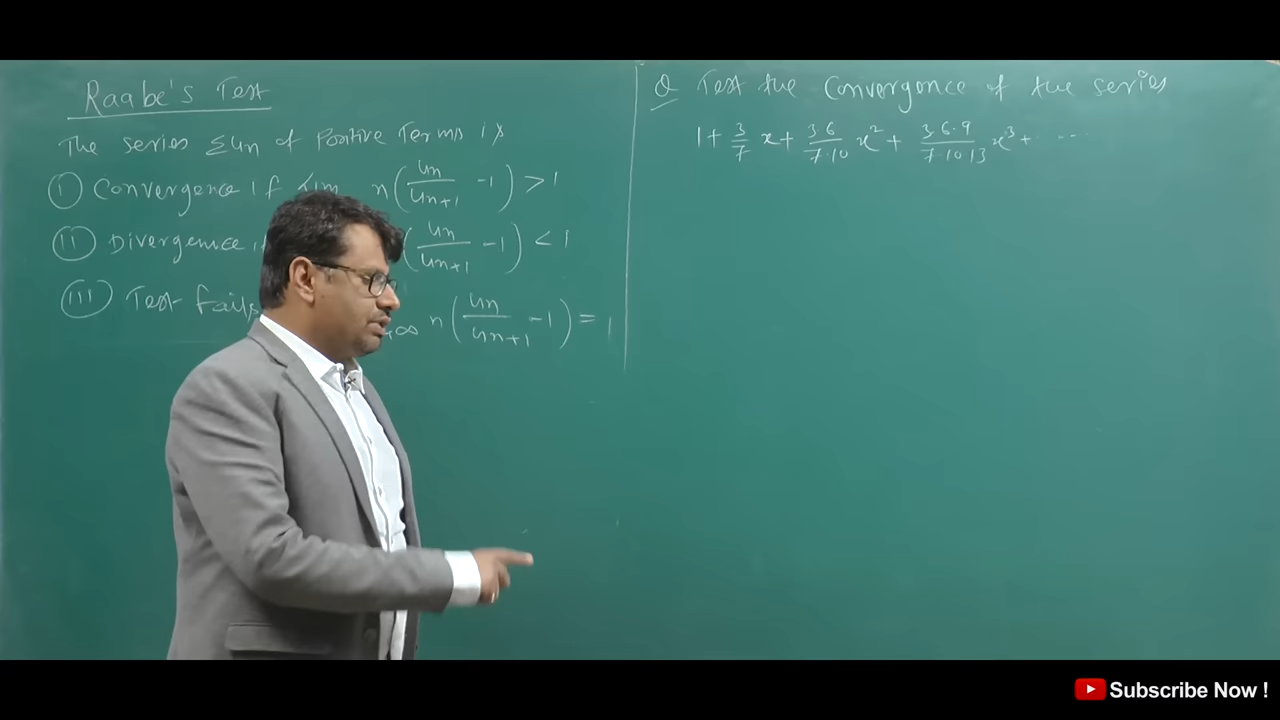 Raabe's Test
The series Σun of Positive Terms is
(I) Convergence if Lim n(un/un+1 -1) > 1
(II) Divergence if (un/un+1 -1) < 1
(III) Test fails ∞ n(un/un+1 -1) = 1
Q Test the Convergence of the series
1 + 3/7 x + 3·6/7·10 x² + 3·6·9/7·10·13 x³ + ...
Subscribe Now !